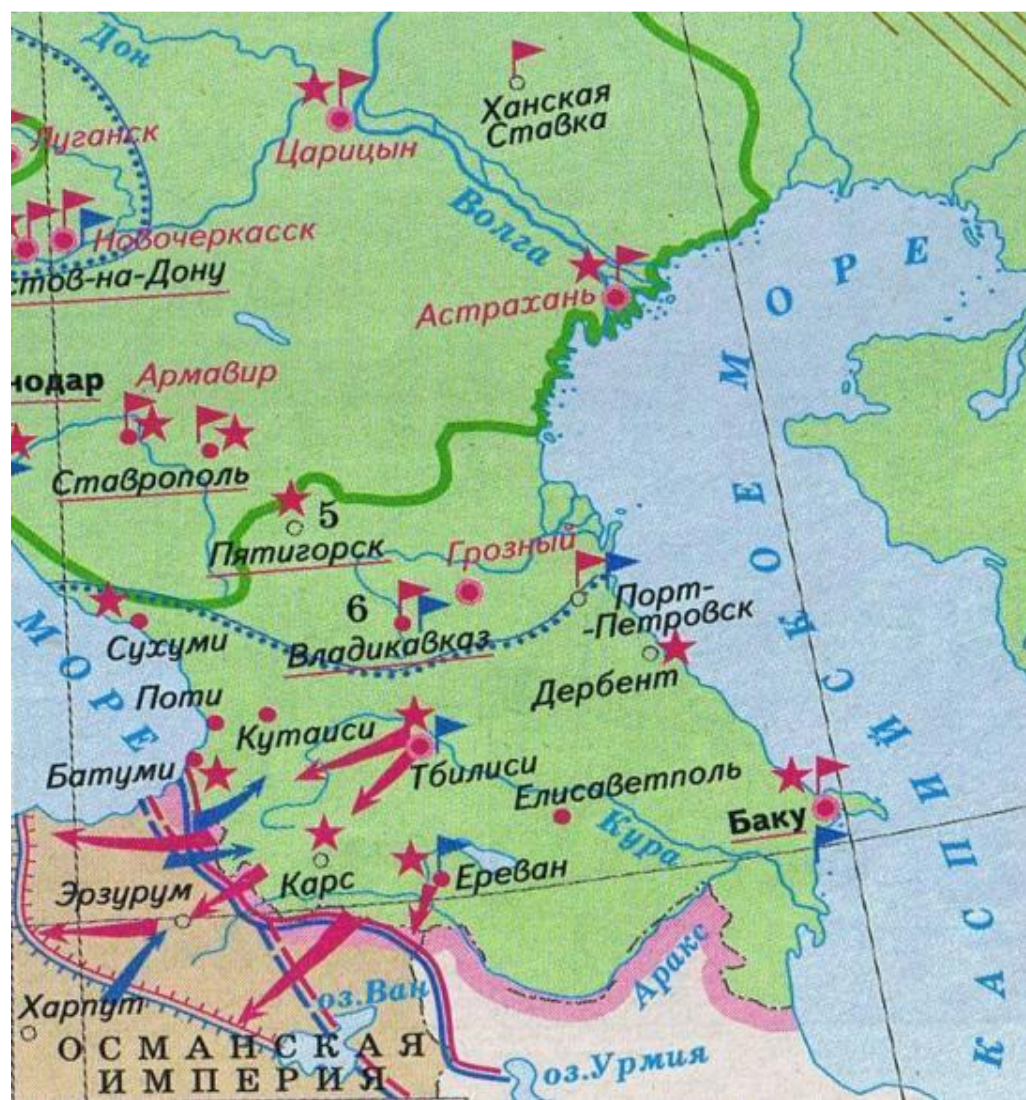 Дон
Ханская
Ставка
Луганск
Царицын
Волга
Новочеркасск
стов-на-Дону
Астрахань
нодар
Армавир
Ставрополь
5
Пятигорск
Грозный
6
Владикавказ
Порт-
-Петровск
Сухуми
МОРЕ
Дербент
Поти
Кутаиси
Батуми
Тбилиси
Елисаветполь
Баку
Кура
Эрзурум
Карс
Ереван
Аракс
Харпут
оз.Ван
ОСМАНСКАЯ
ИМПЕРИЯ
оз.Урмия
КАСПИЙСКОЕ МОРЕ